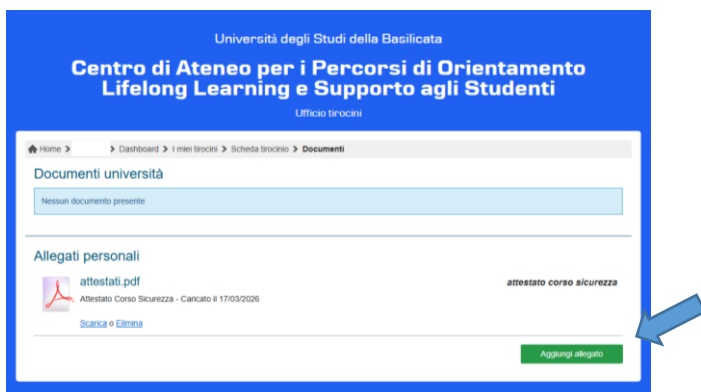 Università degli Studi della Basilicata
Centro di Ateneo per i Percorsi di Orientamento
Lifelong Learning e Supporto agli Studenti
Ufficio tirocini
Home > > Dashboard > I miei tirocini > Scheda tirocinio > Documenti
Documenti università
Nessun documento presente
Allegati personali
attestati.pdf
attestato corso sicurezza
Attestato Corso Sicurezza - Caricato il 17/03/2026
Scarica o Elimina
Aggiungi allegato